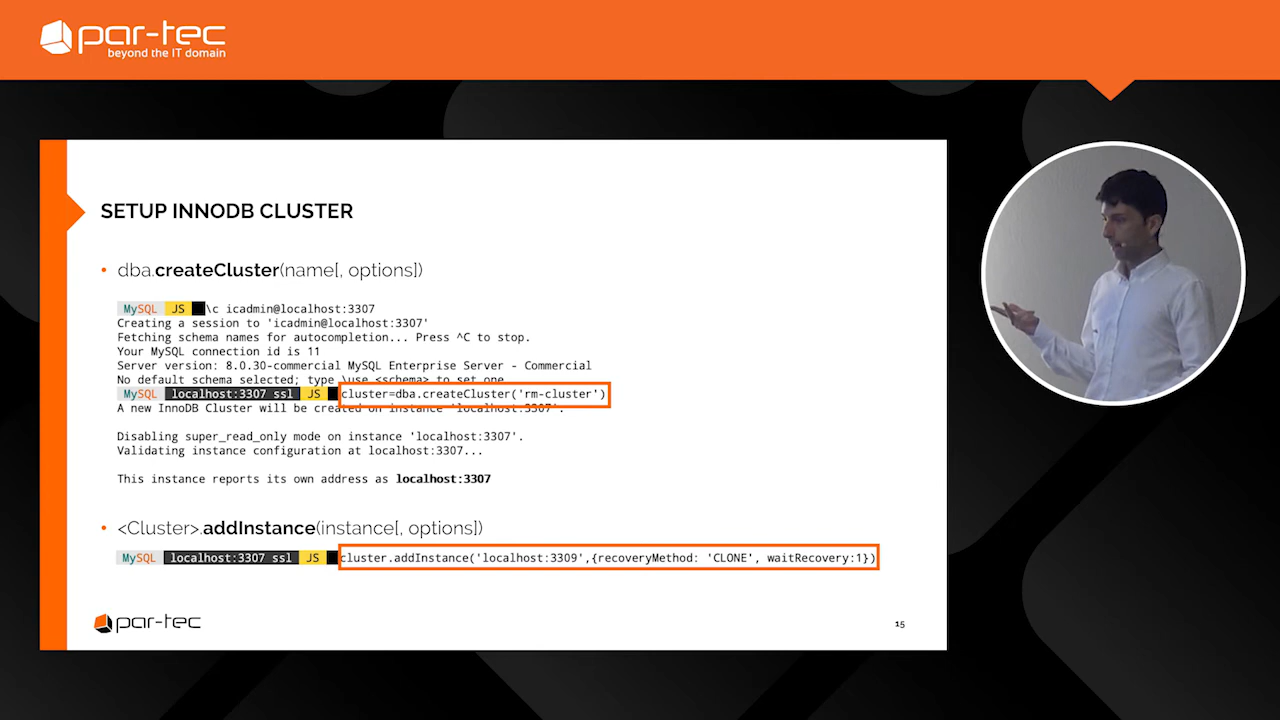 par-tec
beyond the IT domain
SETUP INNODB CLUSTER
• dba.createCluster(name[, options])
MySQL JS \c icadmin@localhost:3307
Creating a session to 'icadmin@localhost:3307'
Fetching schema names for autocompletion... Press ^C to stop.
Your MySQL connection id is 11
Server version: 8.0.30-commercial MySQL Enterprise Server - Commercial
No default schema selected; type \use <schema> to set one
MySQL localhost:3307 ssl JS cluster=dba.createCluster('rm-cluster')
A new InnoDB Cluster will be created on instance 'localhost:3307'.
Disabling super_read_only mode on instance 'localhost:3307'.
Validating instance configuration at localhost:3307...
This instance reports its own address as localhost:3307
• <Cluster>.addInstance(instance[, options])
MySQL localhost:3307 ssl JS cluster.addInstance('localhost:3309',{recoveryMethod: 'CLONE', waitRecovery:1})
par-tec
15